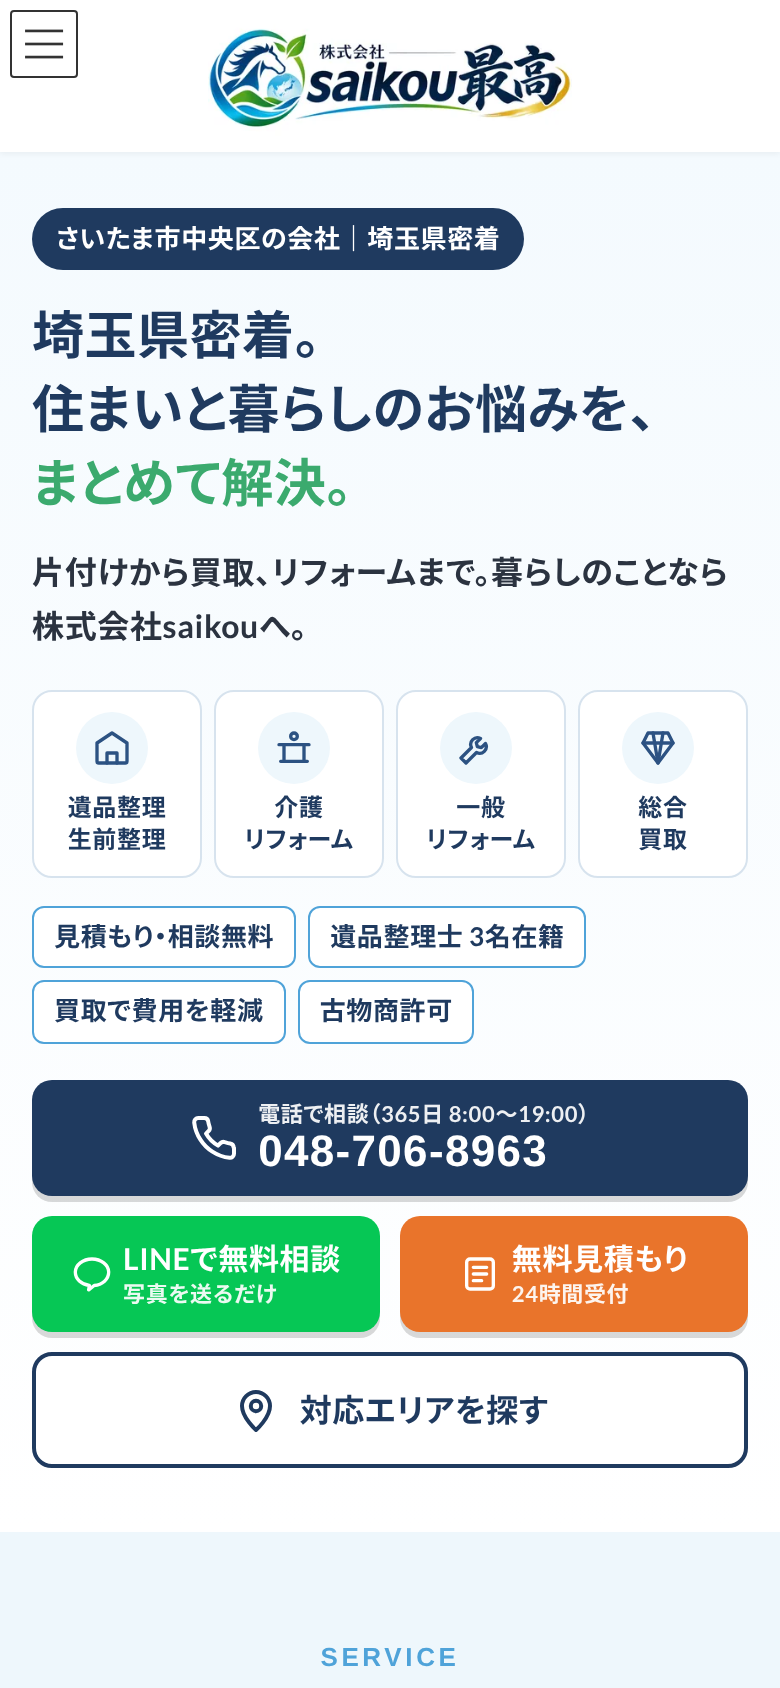 株式会社
saikou最高
さいたま市中央区の会社｜埼玉県密着
埼玉県密着。
住まいと暮らしのお悩みを、
まとめて解決。
片付けから買取、リフォームまで。暮らしのことなら
株式会社saikouへ。
遺品整理
生前整理
介護
リフォーム
一般
リフォーム
総合
買取
見積もり・相談無料
遺品整理士 3名在籍
買取で費用を軽減
古物商許可
電話で相談（365日 8:00〜19:00）
048-706-8963
LINEで無料相談
写真を送るだけ
無料見積もり
24時間受付
対応エリアを探す
SERVICE